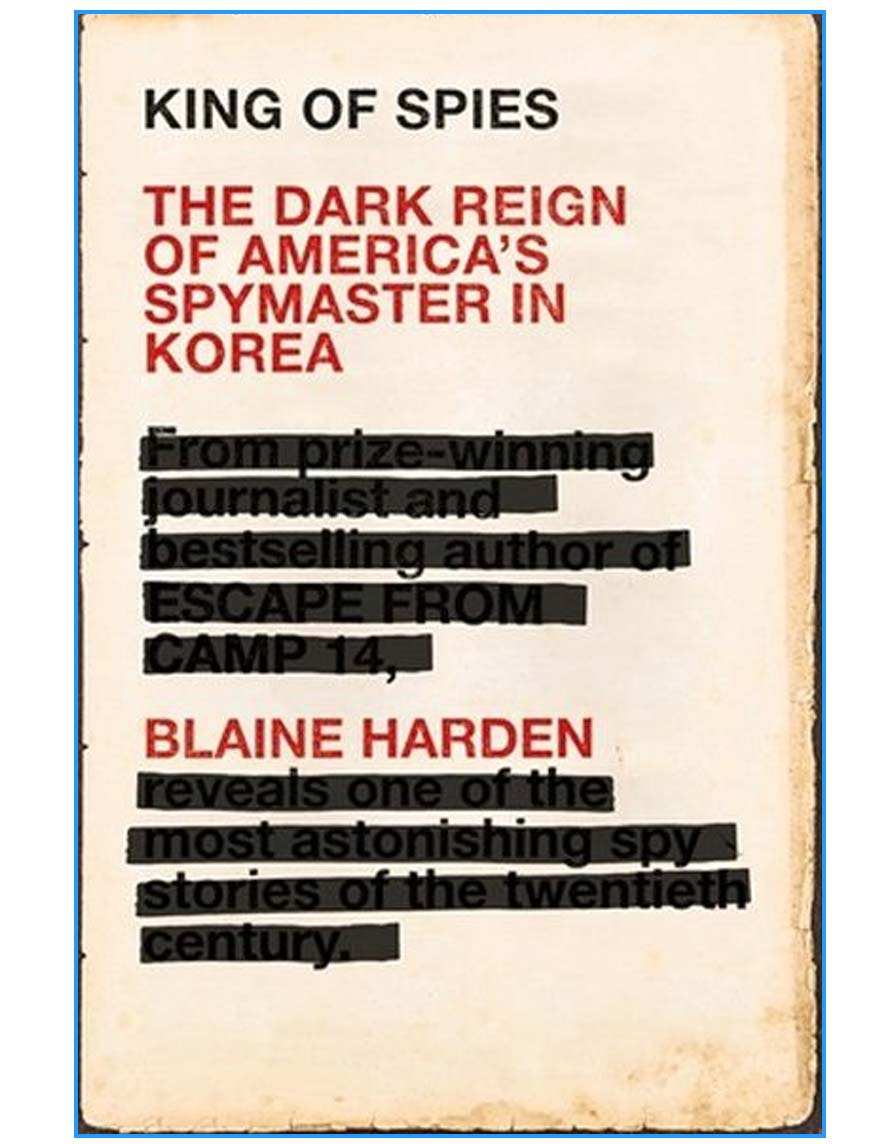 KING OF SPIES
THE DARK REIGN
OF AMERICA'S
SPYMASTER IN
KOREA
From prize-winning
journalist and
bestselling author of
ESCAPE FROM
CAMP 14,
BLAINE HARDEN
reveals one of the
most astonishing spy
stories of the twentieth
century.